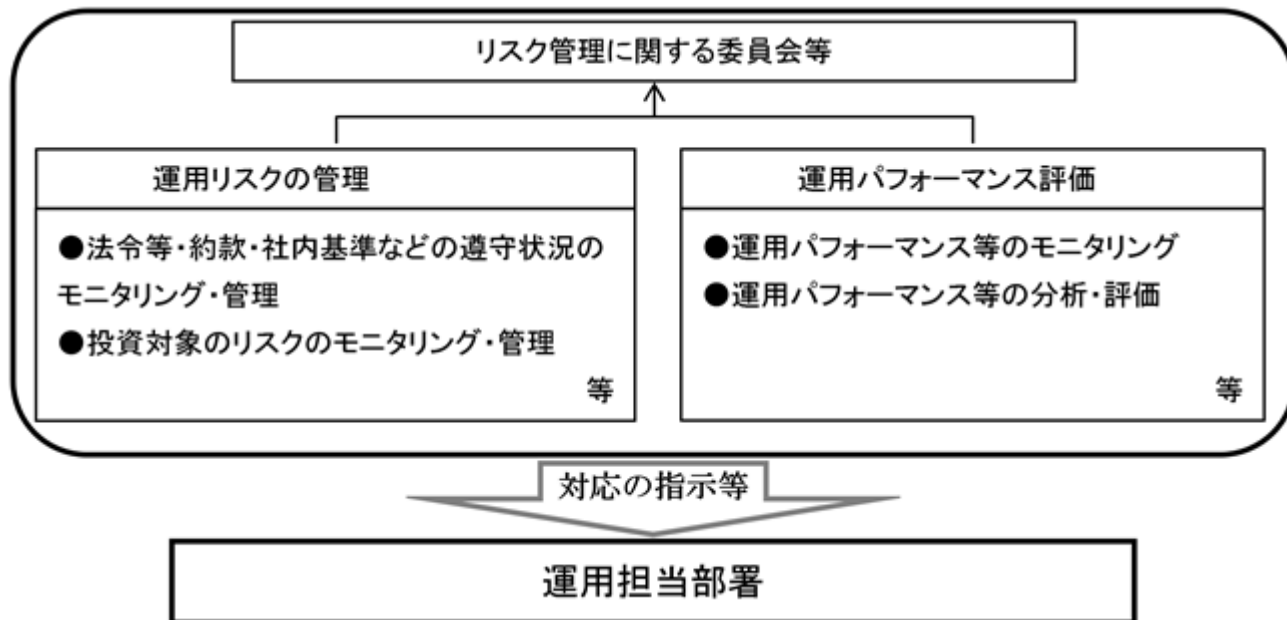 リスク管理に関する委員会等
運用リスクの管理
●法令等・約款・社内基準などの遵守状況の
モニタリング・管理
●投資対象のリスクのモニタリング・管理
等
運用パフォーマンス評価
●運用パフォーマンス等のモニタリング
●運用パフォーマンス等の分析・評価
等
対応の指示等
運用担当部署